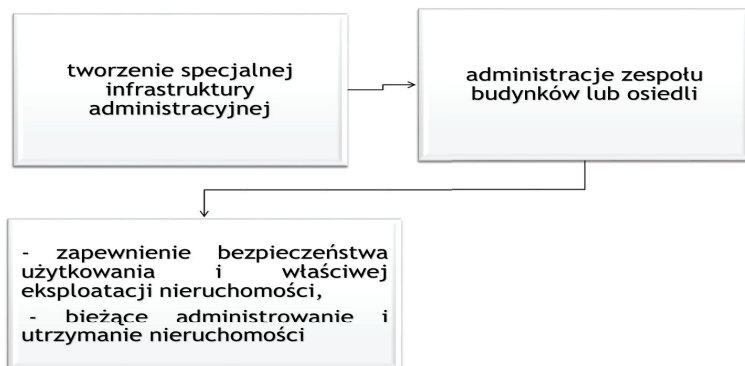 tworzenie specjalnej
infrastruktury
administracyjnej
administracje zespołu
budynków lub osiedli
- zapewnienie bezpieczeństwa
użytkowania i właściwej
eksploatacji nieruchomości,
- bieżące administrowanie i
utrzymanie nieruchomości